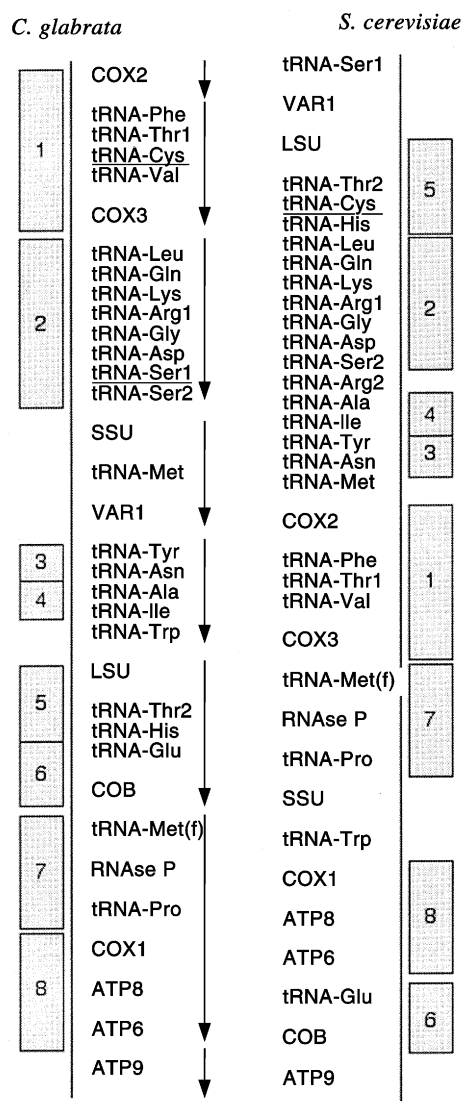 C. glabrata
1
2
3
4
5
6
7
8
COX2
tRNA-Phe
tRNA-Thr1
tRNA-Cys
tRNA-Val
COX3
tRNA-Leu
tRNA-Gln
tRNA-Lys
tRNA-Arg1
tRNA-Gly
tRNA-Asp
tRNA-Ser1
tRNA-Ser2
SSU
tRNA-Met
VAR1
tRNA-Tyr
tRNA-Asn
tRNA-Ala
tRNA-Ile
tRNA-Trp
LSU
tRNA-Thr2
tRNA-His
tRNA-Glu
COB
tRNA-Met(f)
RNAse P
tRNA-Pro
COX1
ATP8
ATP6
ATP9
S. cerevisiae
tRNA-Ser1
VAR1
LSU
tRNA-Thr2
tRNA-Cys
tRNA-His
tRNA-Leu
tRNA-Gln
tRNA-Lys
tRNA-Arg1
tRNA-Gly
tRNA-Asp
tRNA-Ser2
tRNA-Arg2
tRNA-Ala
tRNA-Ile
tRNA-Tyr
tRNA-Asn
tRNA-Met
COX2
tRNA-Phe
tRNA-Thr1
tRNA-Val
COX3
tRNA-Met(f)
RNAse P
tRNA-Pro
SSU
tRNA-Trp
COX1
ATP8
ATP6
tRNA-Glu
COB
ATP9
5
2
4
3
1
7
8
6